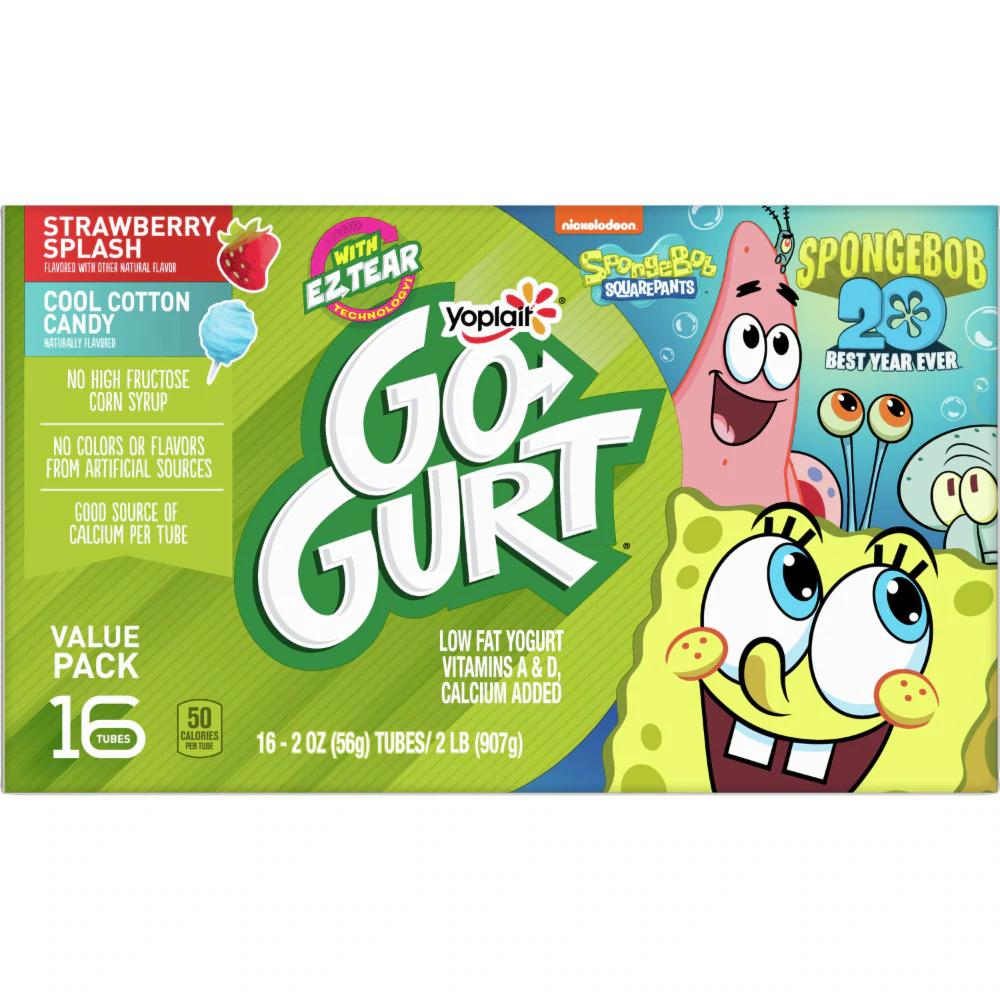 STRAWBERRY
SPLASH
FLAVORED WITH OTHER NATURAL FLAVOR
COOL COTTON
CANDY
NATURALLY FLAVORED
NO HIGH FRUCTOSE
CORN SYRUP
NO COLORS OR FLAVORS
FROM ARTIFICIAL SOURCES
GOOD SOURCE OF
CALCIUM PER TUBE
VALUE
PACK
16
TUBES
50
CALORIES
PER TUBE
WITH
EZ TEAR
TECHNOLOGY!
Yoplait®
GO
GURT®
LOW FAT YOGURT
VITAMINS A & D,
CALCIUM ADDED
16 - 2 OZ (56g) TUBES/ 2 LB (907g)
nickelodeon
SPONGEBOB
SQUAREPANTS
SPONGEBOB
20
BEST YEAR EVER